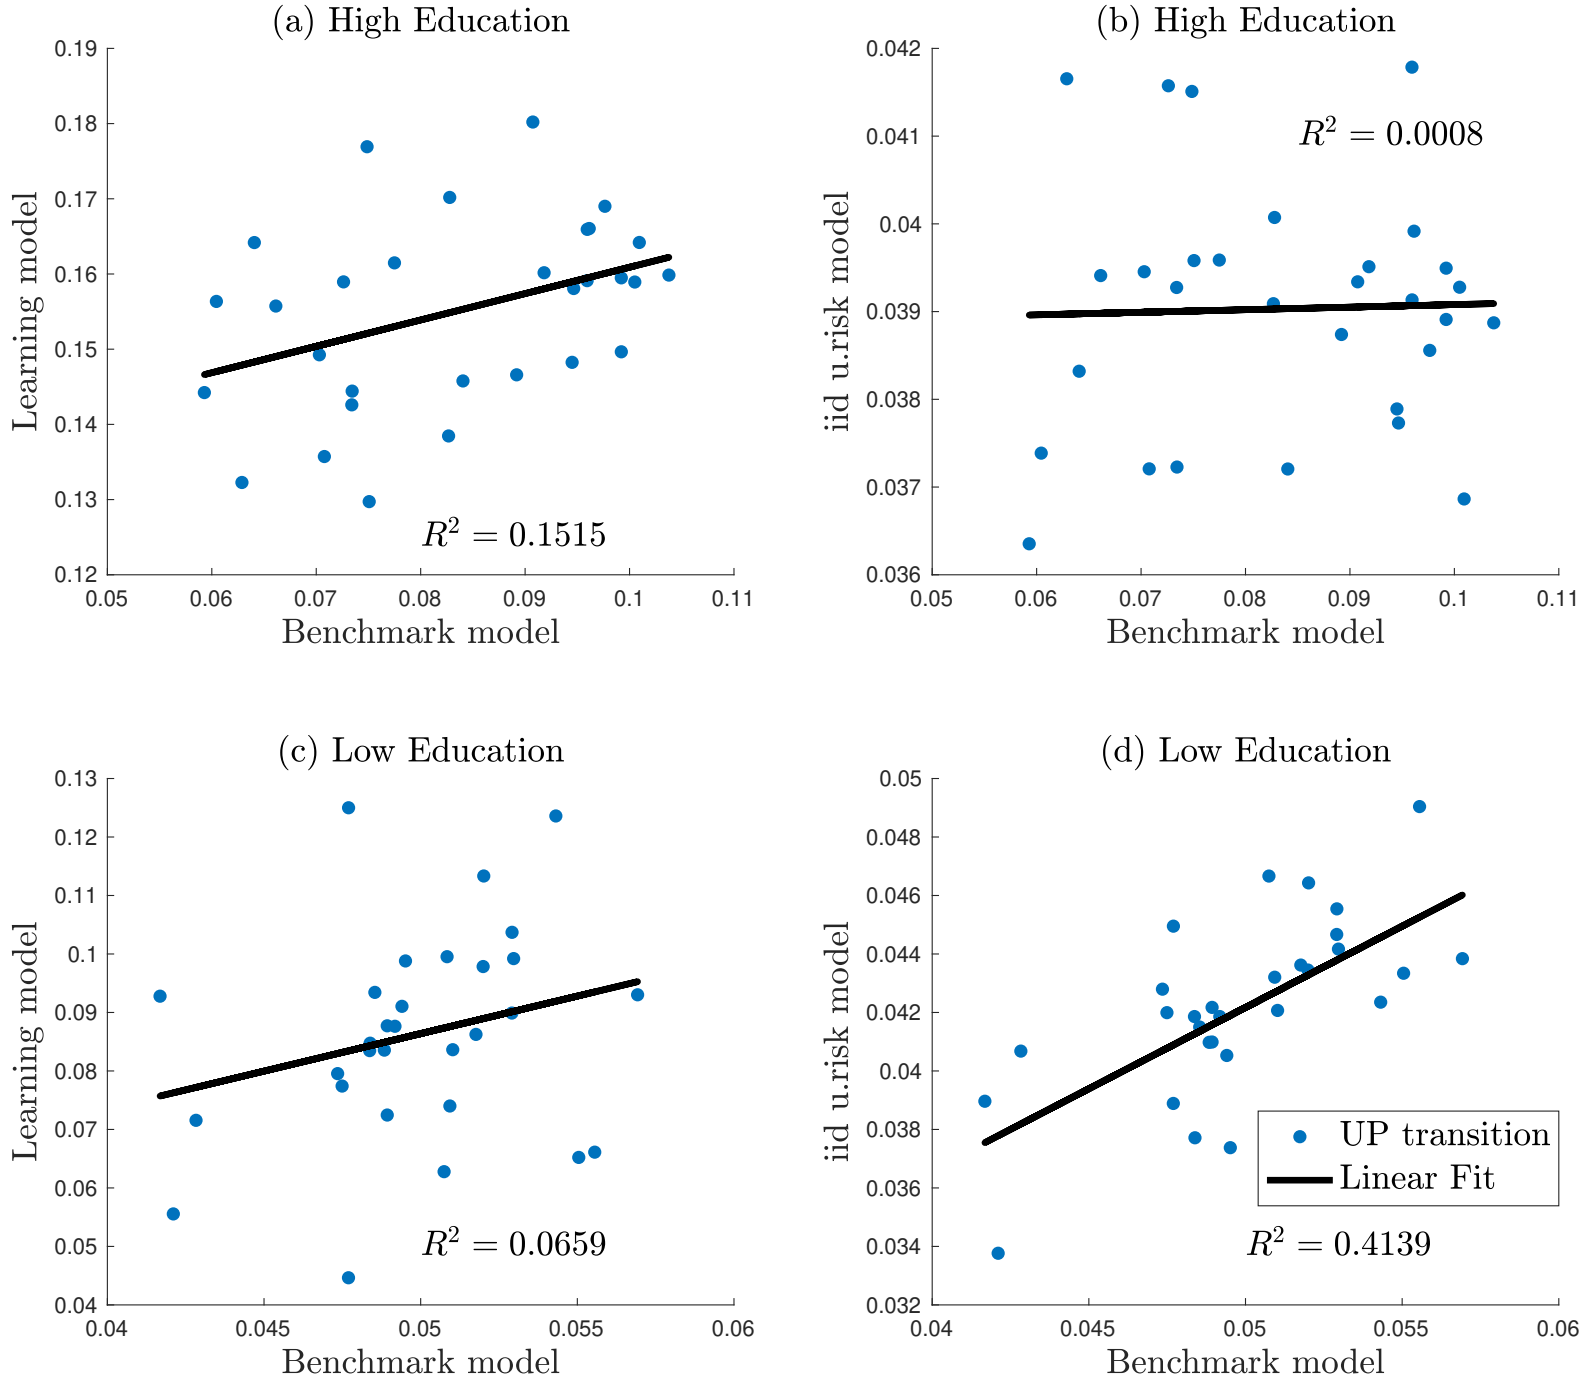 (a) High Education
0.19
0.18
0.17
0.16
0.15
0.14
0.13
0.12
Learning model
R² = 0.1515
0.05 0.06 0.07 0.08 0.09 0.1 0.11
Benchmark model
(b) High Education
0.042
0.041
0.04
0.039
0.038
0.037
0.036
iid u.risk model
R² = 0.0008
0.05 0.06 0.07 0.08 0.09 0.1 0.11
Benchmark model
(c) Low Education
0.13
0.12
0.11
0.1
0.09
0.08
0.07
0.06
0.05
0.04
Learning model
R² = 0.0659
0.04 0.045 0.05 0.055 0.06
Benchmark model
(d) Low Education
0.05
0.048
0.046
0.044
0.042
0.04
0.038
0.036
0.034
0.032
iid u.risk model
UP transition
Linear Fit
R² = 0.4139
0.04 0.045 0.05 0.055 0.06
Benchmark model